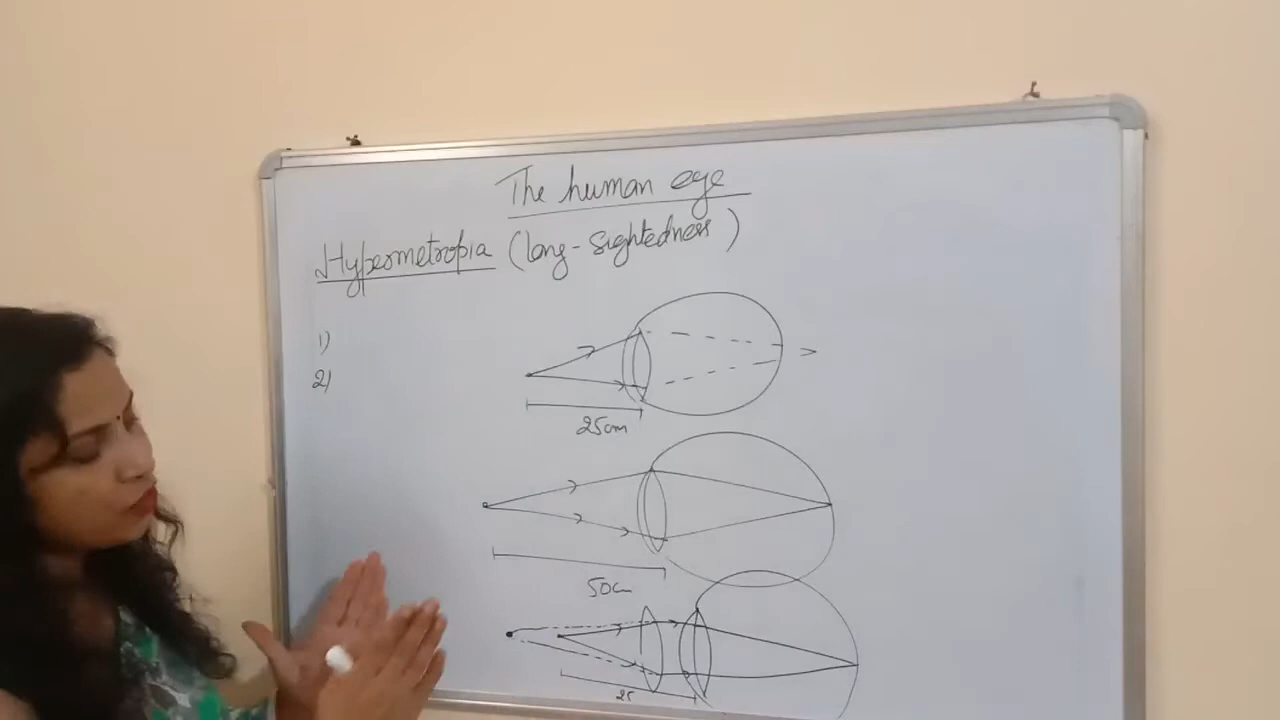 The human eye
Hypermetropia (long-Sightedness)
1)
2)
25cm
50cm
25